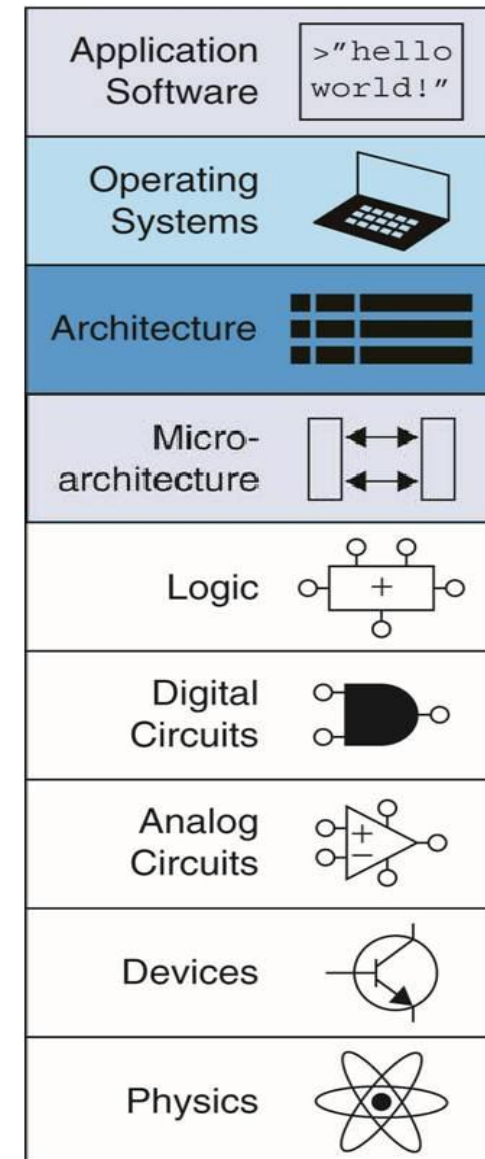 Application
Software
>"hello
world!"
Operating
Systems
Architecture
Micro-
architecture
Logic
+
Digital
Circuits
Analog
Circuits
+
−
Devices
Physics